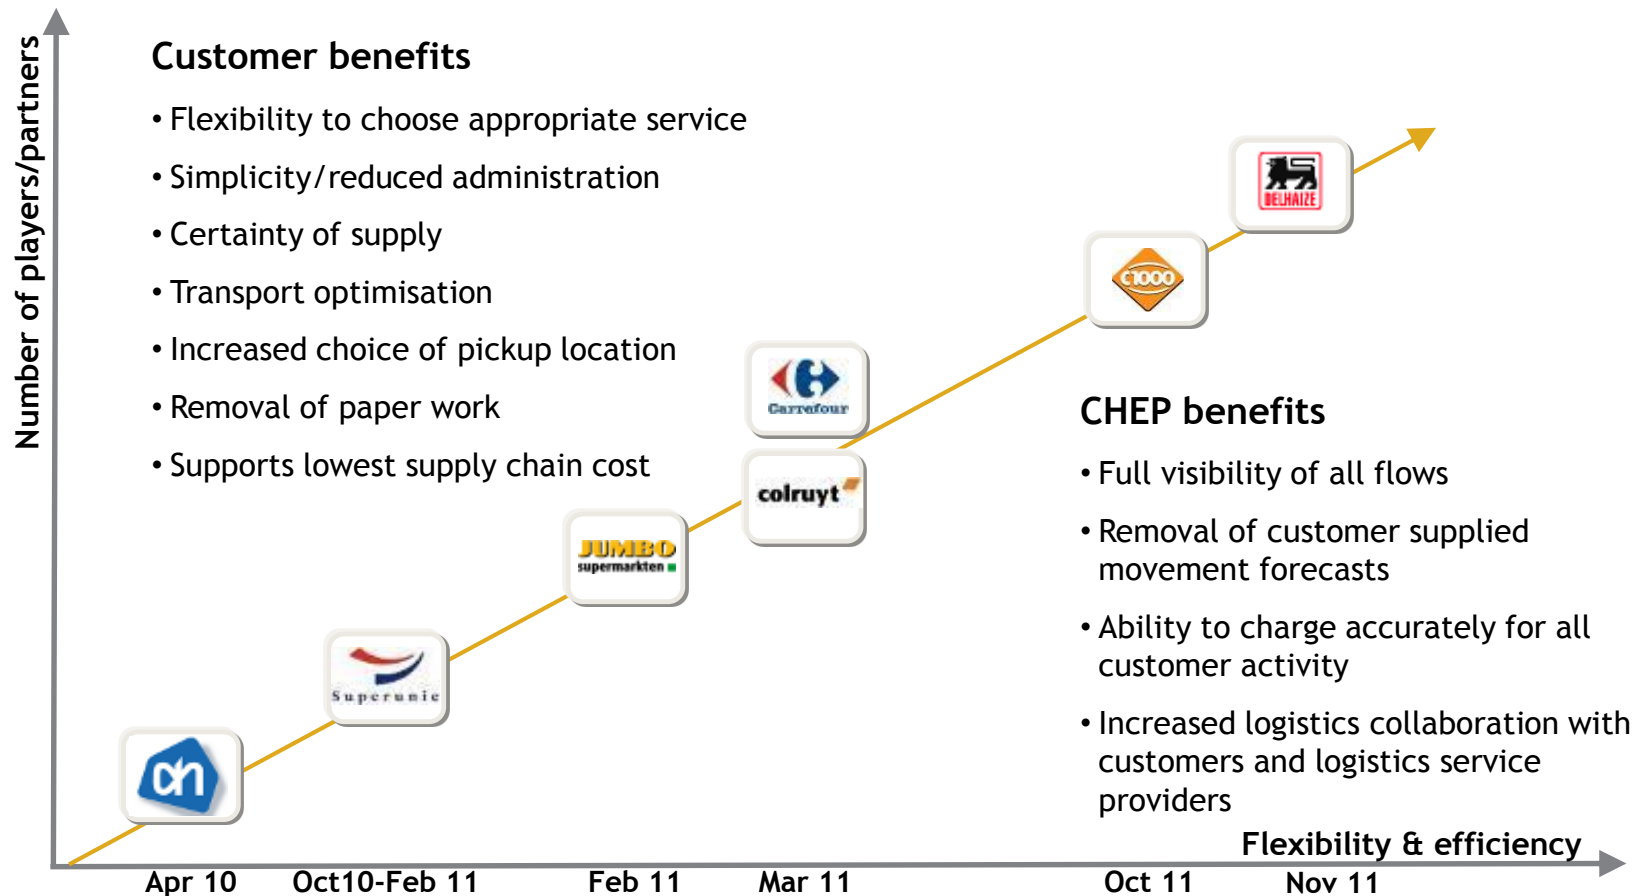 Number of players/partners
Customer benefits
• Flexibility to choose appropriate service
• Simplicity/reduced administration
• Certainty of supply
• Transport optimisation
• Increased choice of pickup location
• Removal of paper work
• Supports lowest supply chain cost
DELHAIZE
C1000
Carrefour
colruyt
JUMBO
supermarkten
Superunie
ah
CHEP benefits
• Full visibility of all flows
• Removal of customer supplied
movement forecasts
• Ability to charge accurately for all
customer activity
• Increased logistics collaboration with
customers and logistics service
providers
Flexibility & efficiency
Apr 10 Oct10-Feb 11 Feb 11 Mar 11 Oct 11 Nov 11